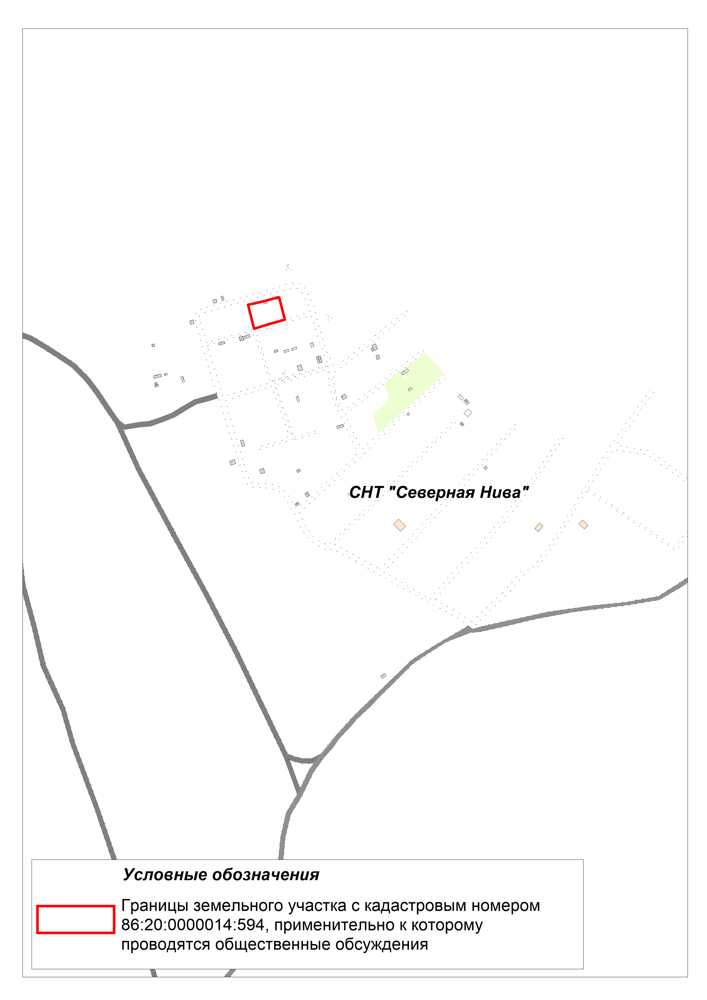 СНТ "Северная Нива"
Условные обозначения
Границы земельного участка с кадастровым номером
86:20:0000014:594, применительно к которому
проводятся общественные обсуждения